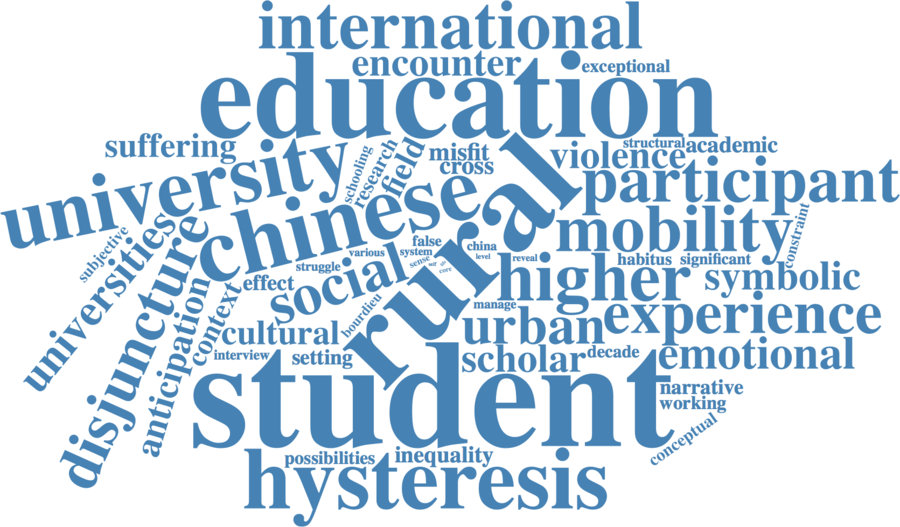 international
encounter
exceptional
education
suffering
structural
academic
schooling
research
field
misfit
cross
violence
university
participant
chinese
rural
mobility
constraint
subjective
universities
disjuncture
various
false
system
china
level
reveal
sense
core
habitus
significant
struggle
effect
social
higher
symbolic
anticipation
context
bourdieu
manage
cultural
urban
experience
interview
setting
scholar
decade
emotional
student
narrative
working
conceptual
possibilities
inequality
hysteresis